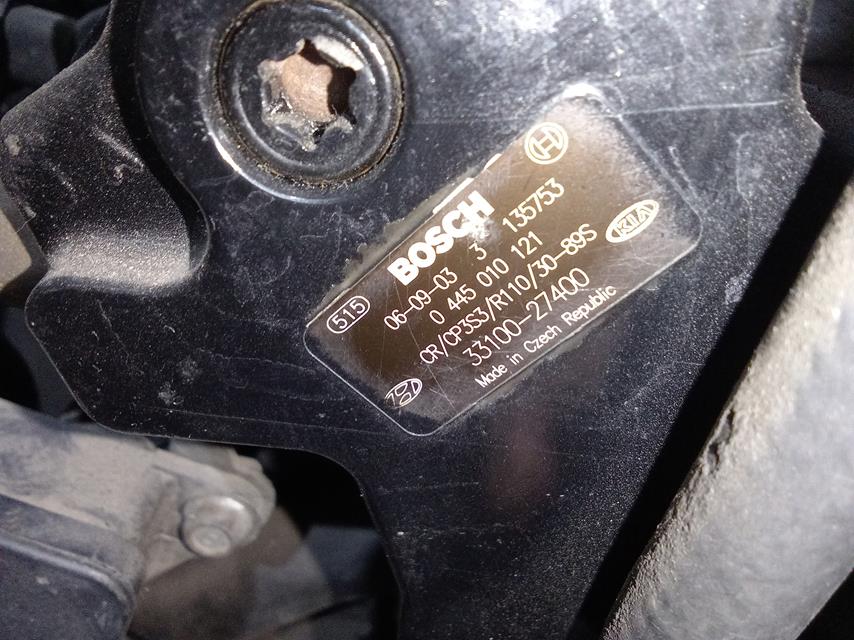 BOSCH
515
06-09-03 3 135753
0 445 010 121
CR/CP3S3/R110/30-89S
KIA
33100-27400
Made in Czech Republic